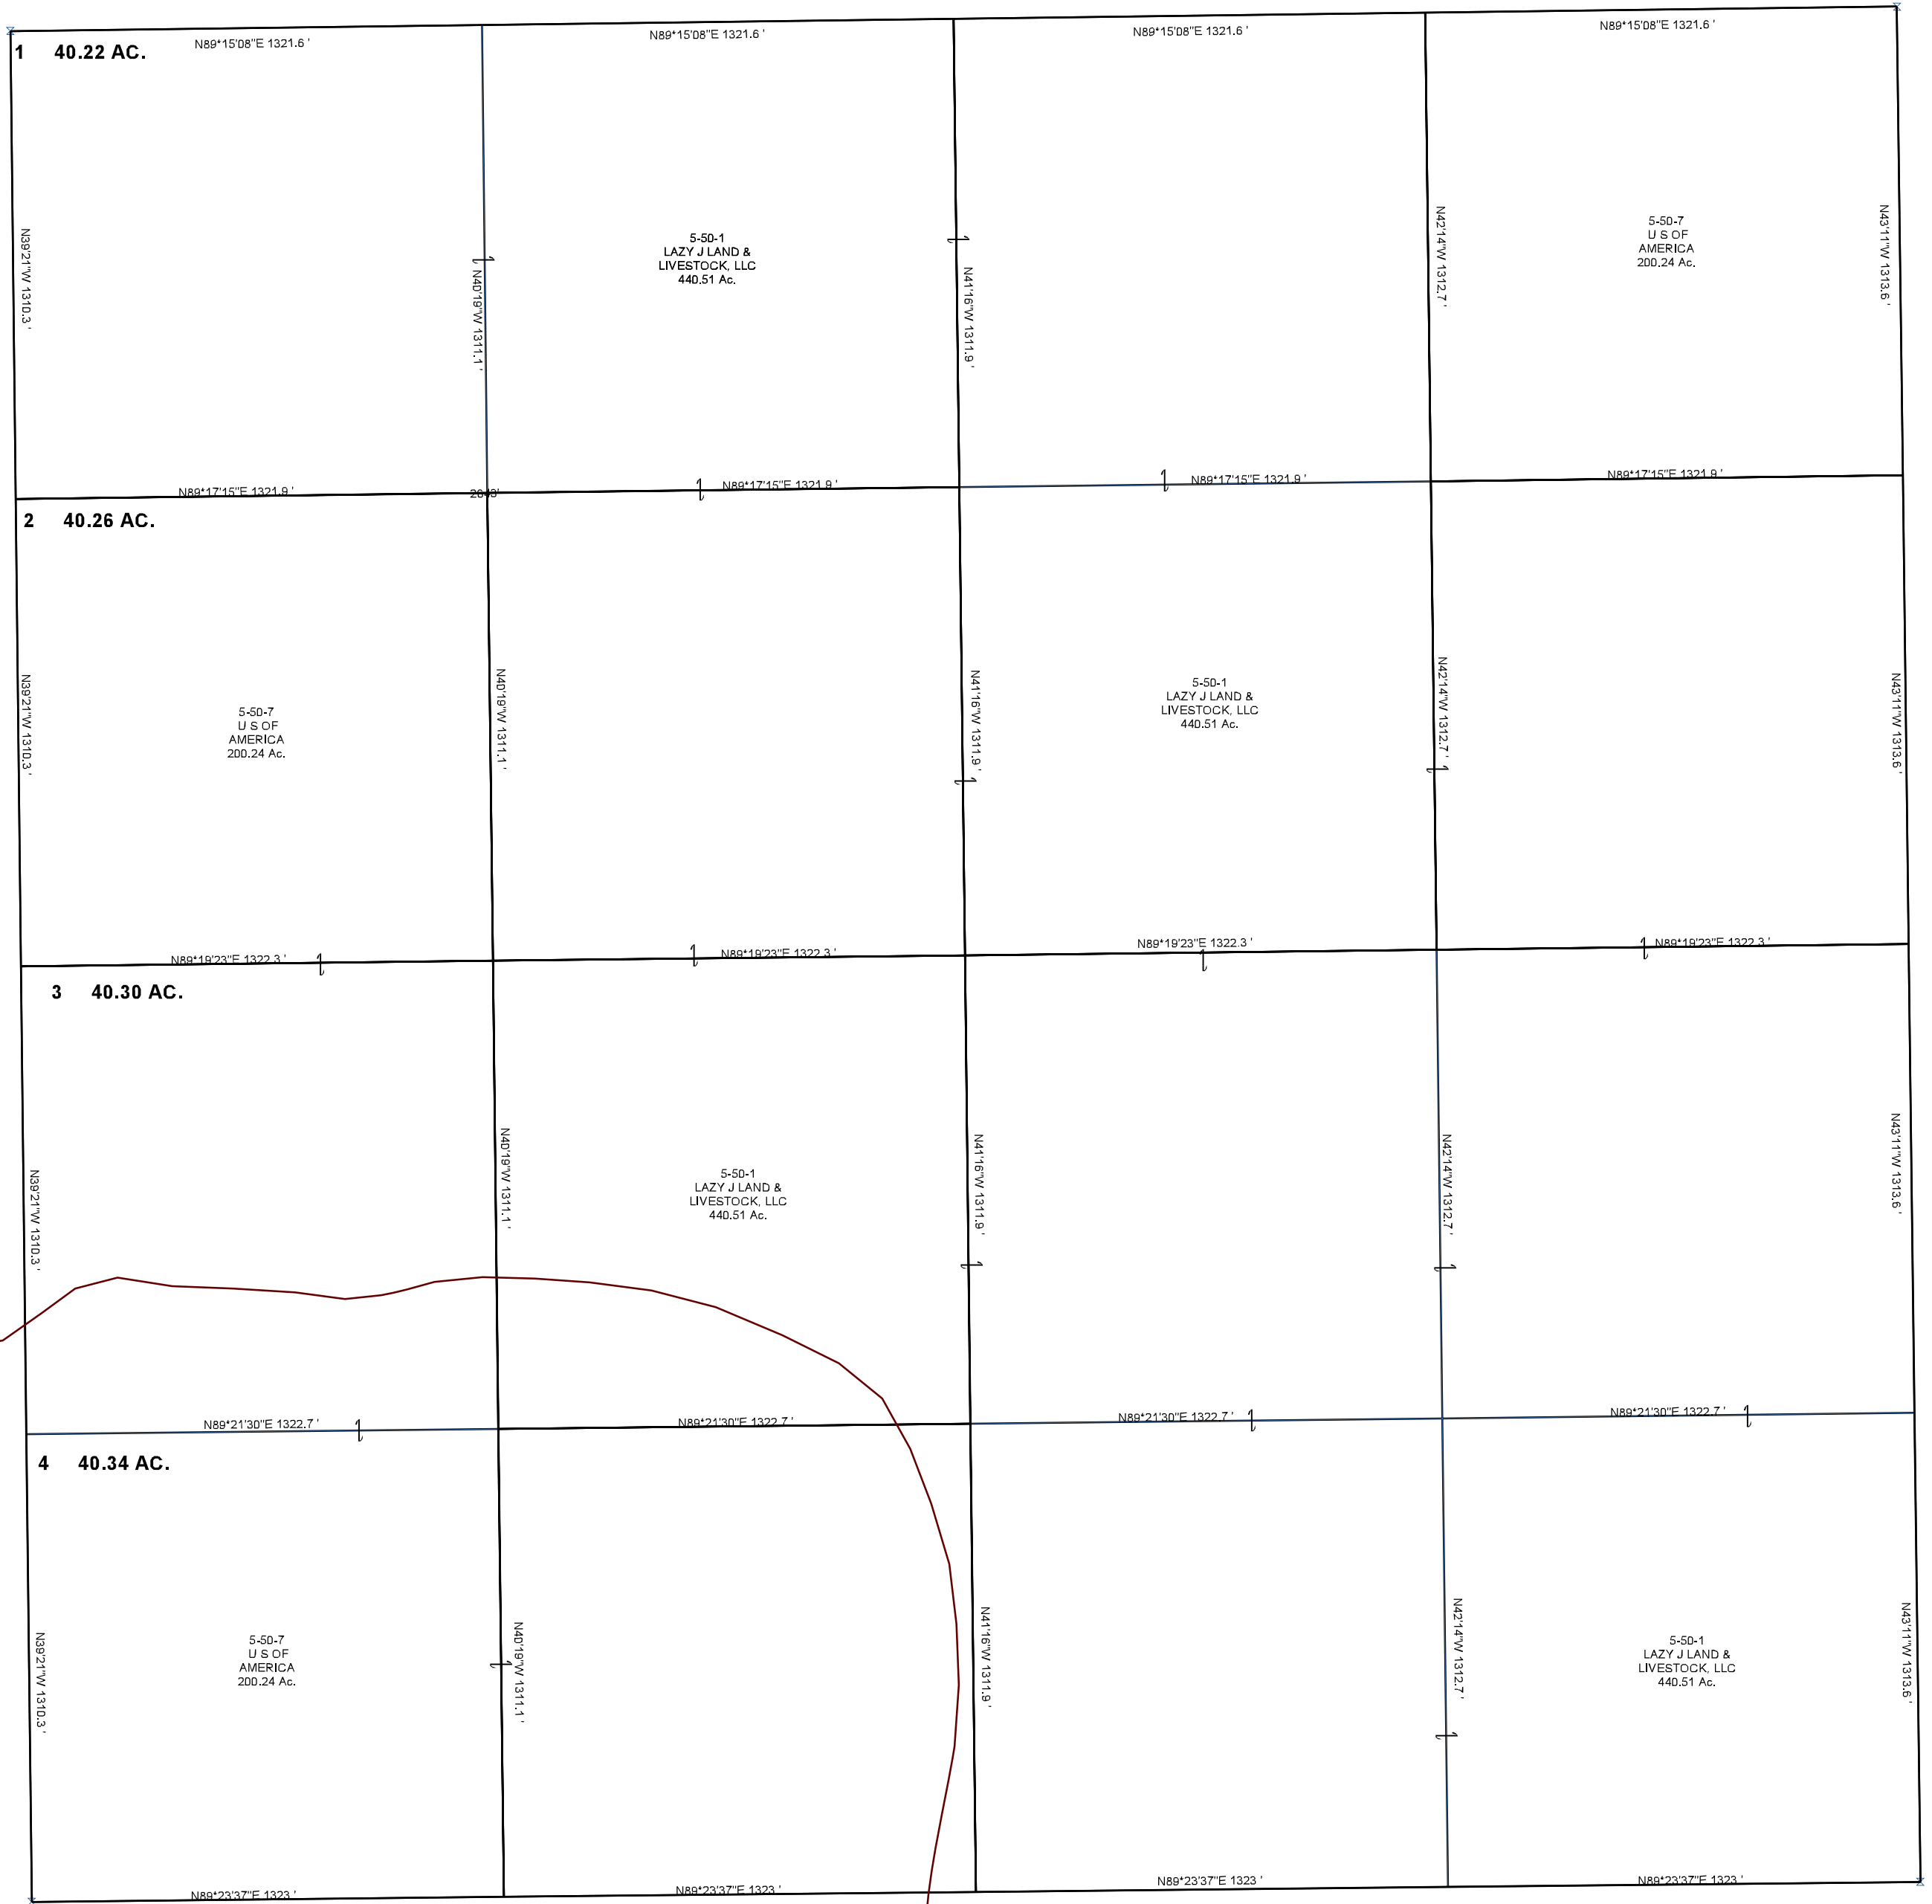 N89°15'08"E 1321.6 '
N89°15'08"E 1321.6 '
N89°15'08"E 1321.6 '
N89°15'08"E 1321.6 '
1 40.22 AC.
N39'21"W 1310.3 '
N40'19"W 1311.1 '
5-50-1
LAZY J LAND &
LIVESTOCK, LLC
440.51 Ac.
N41'16"W 1311.9 '
N42'14"W 1312.7 '
5-50-7
U S OF
AMERICA
200.24 Ac.
N43'11"W 1313.6 '
N89°17'15"E 1321.9 '
N89°17'15"E 1321.9 '
N89°17'15"E 1321.9 '
N89°17'15"E 1321.9 '
2 40.26 AC.
N39'21"W 1310.3 '
5-50-7
U S OF
AMERICA
200.24 Ac.
N40'19"W 1311.1 '
N41'16"W 1311.9 '
5-50-1
LAZY J LAND &
LIVESTOCK, LLC
440.51 Ac.
N42'14"W 1312.7 '
N43'11"W 1313.6 '
N89°19'23"E 1322.3 '
N89°19'23"E 1322.3 '
N89°19'23"E 1322.3 '
N89°19'23"E 1322.3 '
3 40.30 AC.
N39'21"W 1310.3 '
N40'19"W 1311.1 '
5-50-1
LAZY J LAND &
LIVESTOCK, LLC
440.51 Ac.
N41'16"W 1311.9 '
N42'14"W 1312.7 '
N43'11"W 1313.6 '
N89°21'30"E 1322.7 '
N89°21'30"E 1322.7 '
N89°21'30"E 1322.7 '
N89°21'30"E 1322.7 '
4 40.34 AC.
N39'21"W 1310.3 '
5-50-7
U S OF
AMERICA
200.24 Ac.
N40'19"W 1311.1 '
N41'16"W 1311.9 '
N42'14"W 1312.7 '
5-50-1
LAZY J LAND &
LIVESTOCK, LLC
440.51 Ac.
N43'11"W 1313.6 '
N89°23'37"E 1323 '
N89°23'37"E 1323 '
N89°23'37"E 1323 '
N89°23'37"E 1323 '